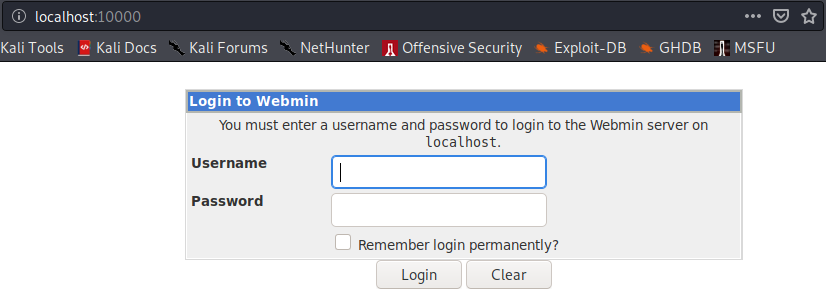 localhost:10000
Kali Tools Kali Docs Kali Forums NetHunter Offensive Security Exploit-DB GHDB MSFU
Login to Webmin
You must enter a username and password to login to the Webmin server on
localhost.
Username
Password
Remember login permanently?
Login Clear